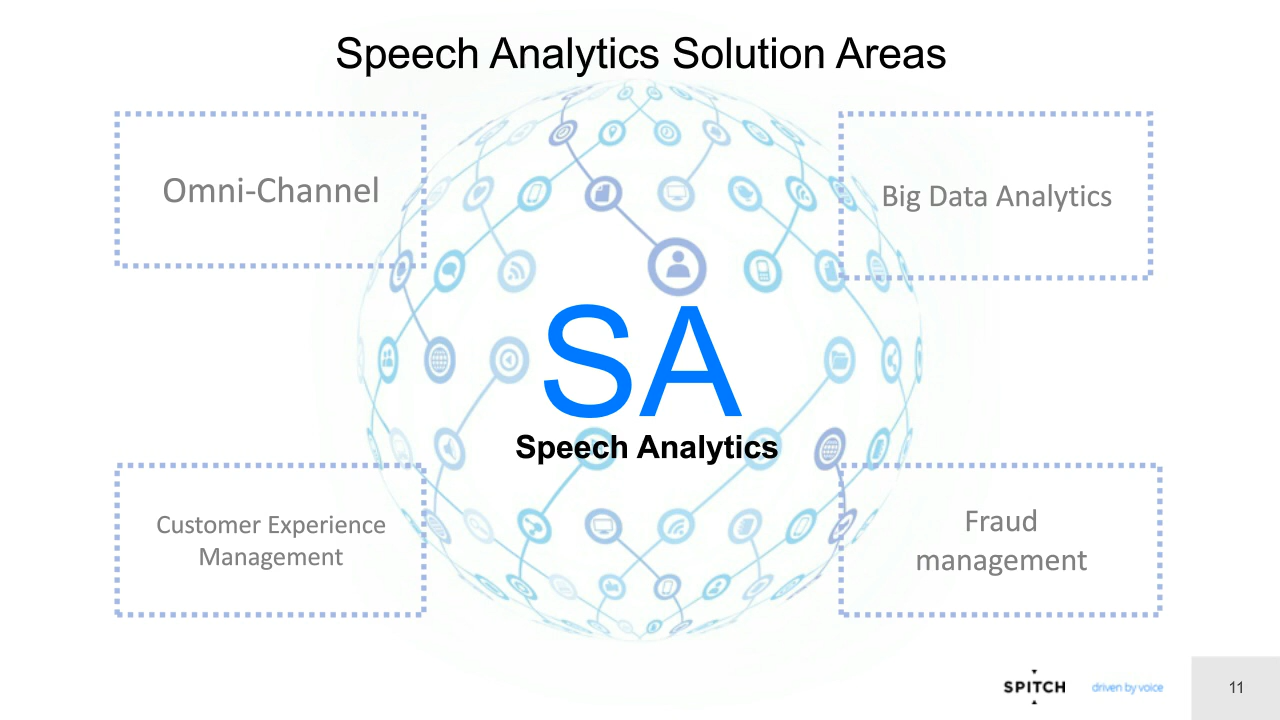 Speech Analytics Solution Areas
Omni-Channel
Big Data Analytics
SA
Speech Analytics
Customer Experience
Management
Fraud
management
SPITCH
driven by voice
11